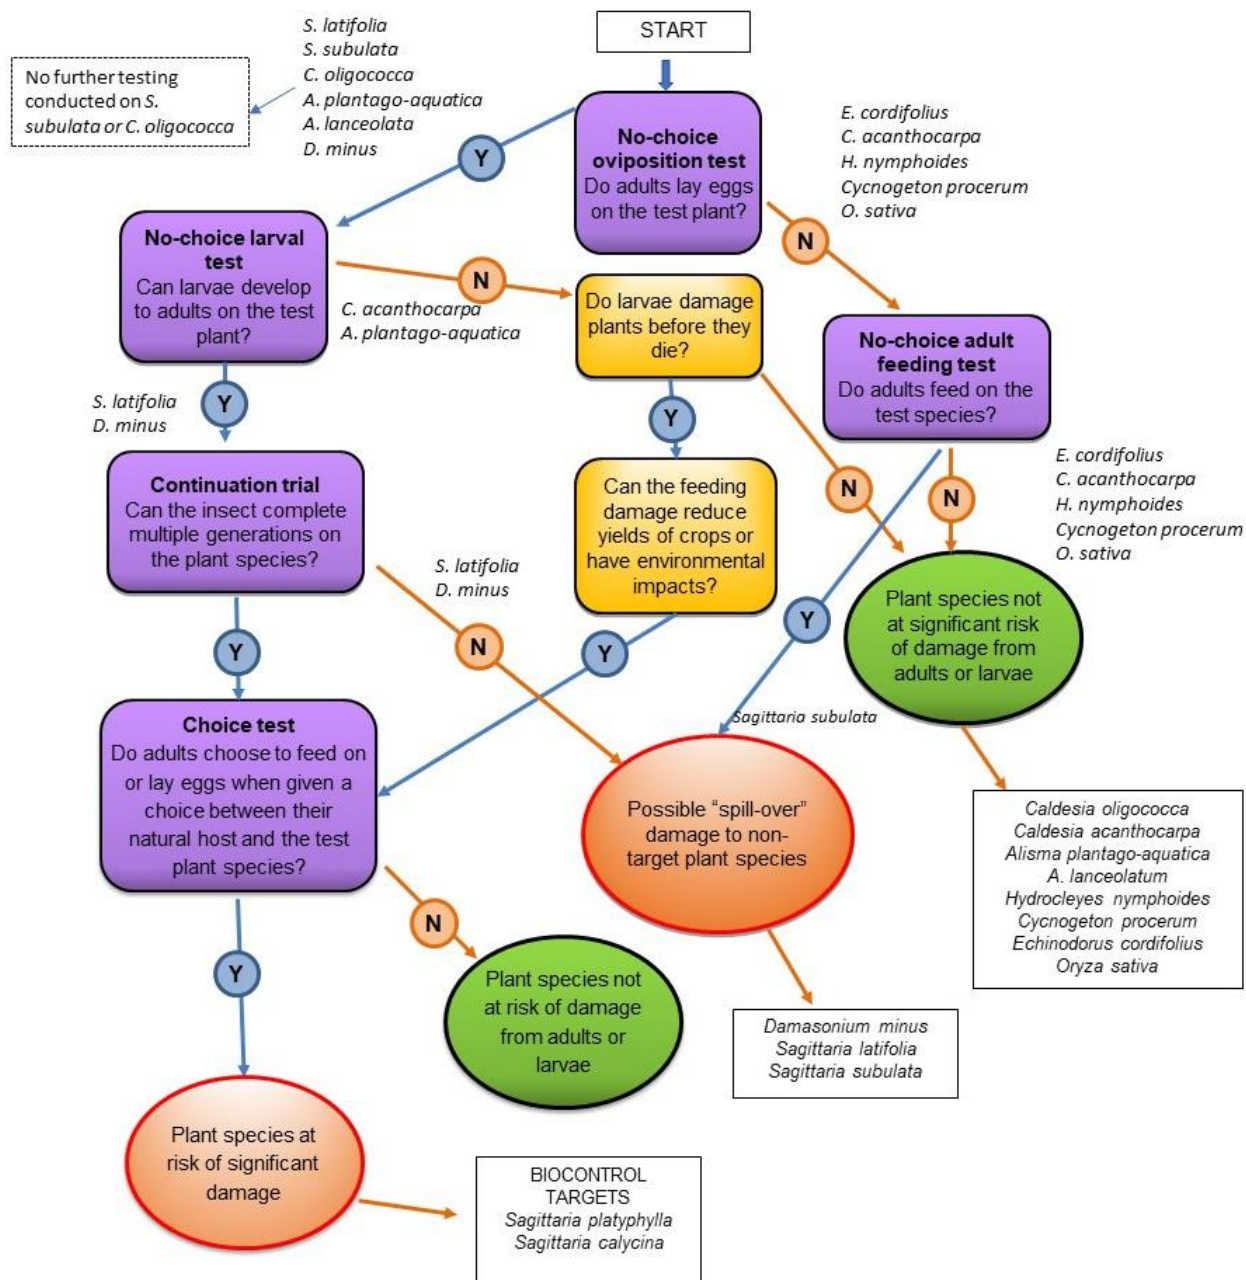 START
S. latifolia
S. subulata
C. oligococca
A. plantago-aquatica
A. lanceolata
D. minus
No further testing
conducted on S.
subulata or C. oligococca
No-choice
oviposition test
Do adults lay eggs
on the test plant?
E. cordifolius
C. acanthocarpa
H. nymphoides
Cycnogeton procerum
O. sativa
Y
N
No-choice larval
test
Can larvae develop
to adults on the test
plant?
N
C. acanthocarpa
A. plantago-aquatica
Do larvae damage
plants before they
die?
No-choice adult
feeding test
Do adults feed on the
test species?
Y
S. latifolia
D. minus
Y
N
N
E. cordifolius
C. acanthocarpa
H. nymphoides
Cycnogeton procerum
O. sativa
Continuation trial
Can the insect complete
multiple generations on
the plant species?
Can the feeding
damage reduce
yields of crops or
have environmental
impacts?
S. latifolia
D. minus
Y
N
Y
Y
Plant species not
at significant risk
of damage from
adults or larvae
Sagittaria subulata
Choice test
Do adults choose to feed on
or lay eggs when given a
choice between their
natural host and the test
plant species?
Possible “spill-over”
damage to non-
target plant species
Caldesia oligococca
Caldesia acanthocarpa
Alisma plantago-aquatica
A. lanceolatum
Hydrocleyes nymphoides
Cycnogeton procerum
Echinodorus cordifolius
Oryza sativa
N
Y
Plant species not
at risk of damage
from adults or
larvae
Damasonium minus
Sagittaria latifolia
Sagittaria subulata
Plant species at
risk of significant
damage
BIOCONTROL
TARGETS
Sagittaria platyphylla
Sagittaria calycina